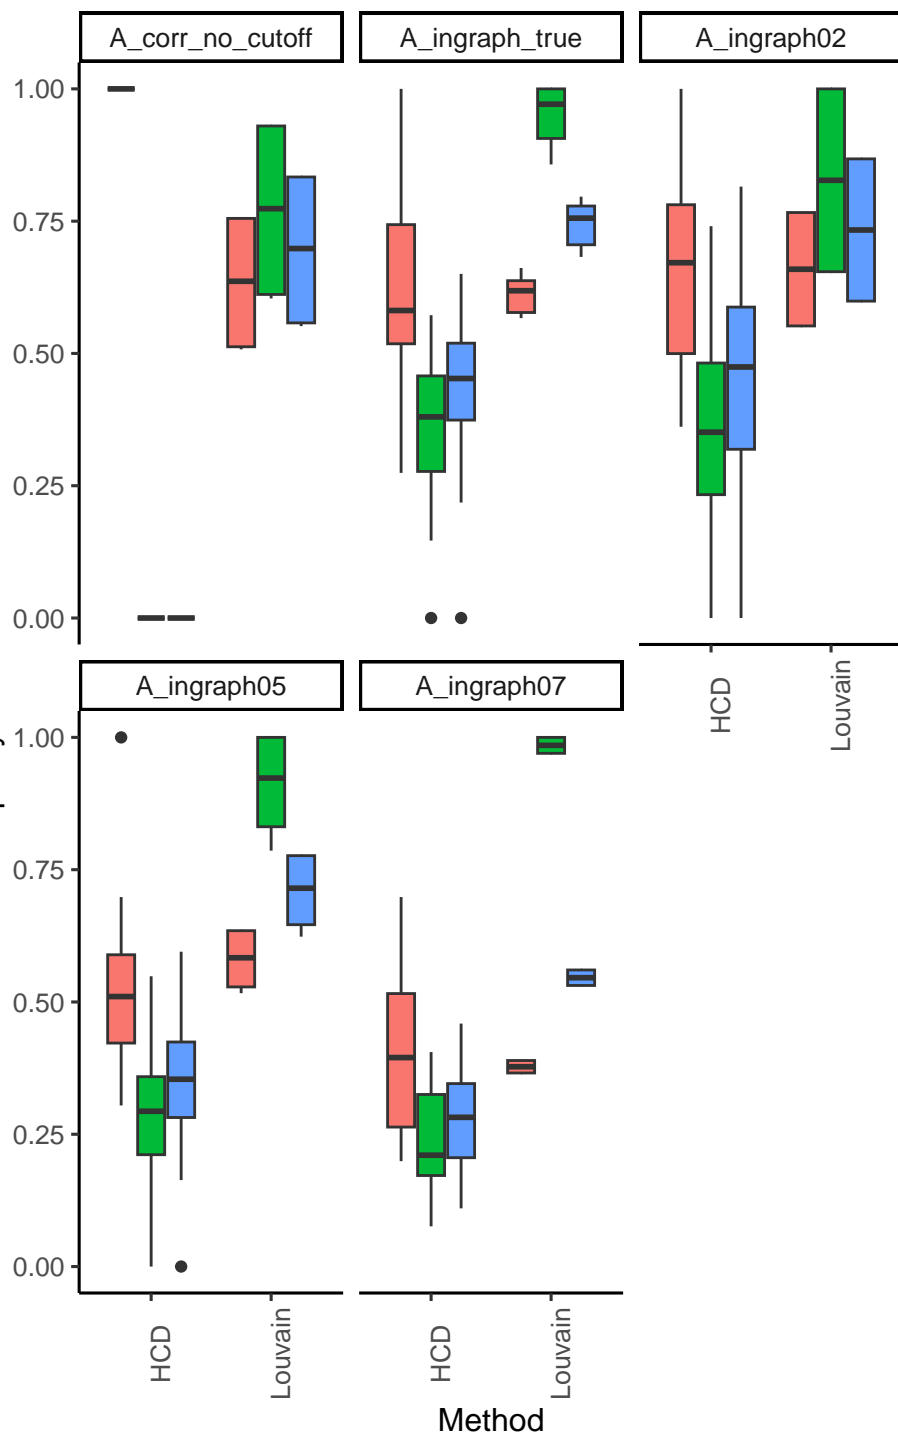 A_corr_no_cutoff A_ingraph_true A_ingraph02
1.00
0.75
0.50
0.25
0.00
HCD Louvain
A_ingraph05 A_ingraph07
1.00
0.75
0.50
0.25
0.00
HCD Louvain HCD Louvain
Method